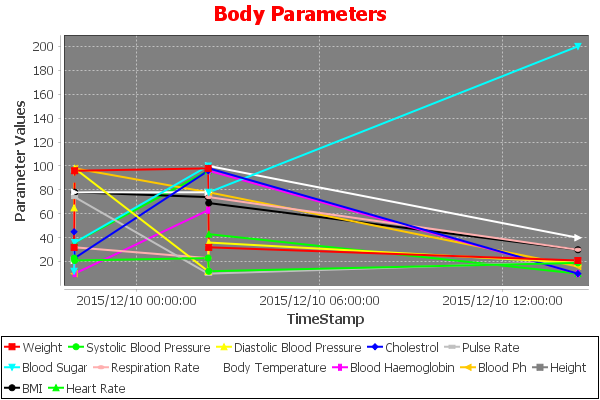 Body Parameters
200
180
160
140
120
100
80
60
40
20
Parameter Values
2015/12/10 00:00:00 2015/12/10 06:00:00 2015/12/10 12:00:00
TimeStamp
Weight Systolic Blood Pressure Diastolic Blood Pressure Cholestrol Pulse Rate
Blood Sugar Respiration Rate Body Temperature Blood Haemoglobin Blood Ph Height
BMI Heart Rate